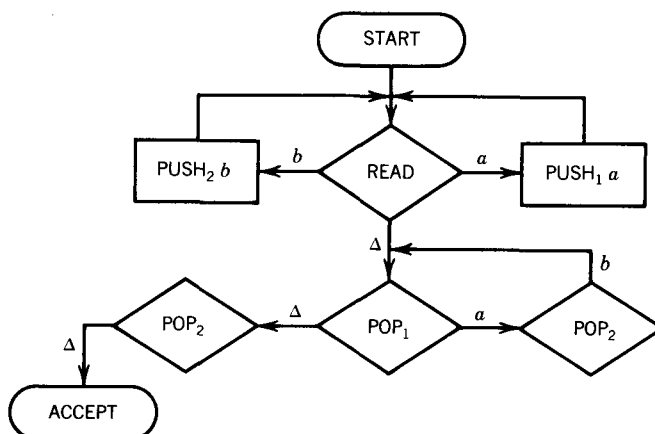 START
PUSH₂ b
b
READ
a
PUSH₁ a
Δ
b
POP₂
Δ
POP₁
a
POP₂
Δ
ACCEPT